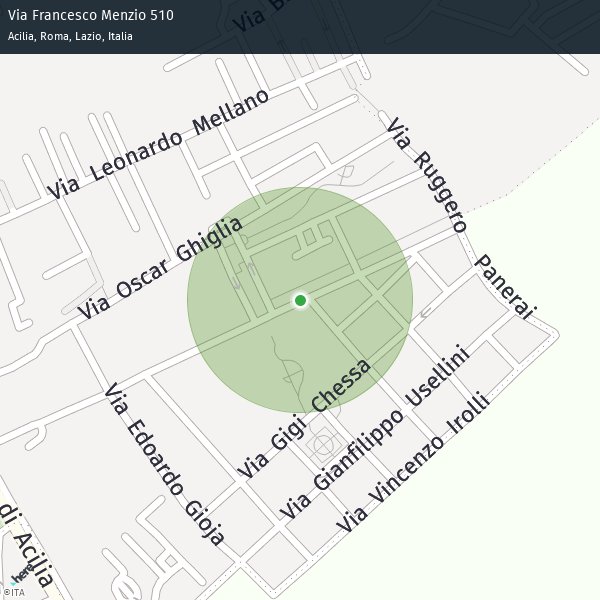 Via Francesco Menzio 510
Acilia, Roma, Lazio, Italia
Via Leonardo Mellano
Via Ruggero Panerai
Via Oscar Ghiglia
Via Edoardo Gioja
Via Gigi Chessa
Via Gianfilippo Usellini
Via Vincenzo Irolli
di Acilia
here
©ITA